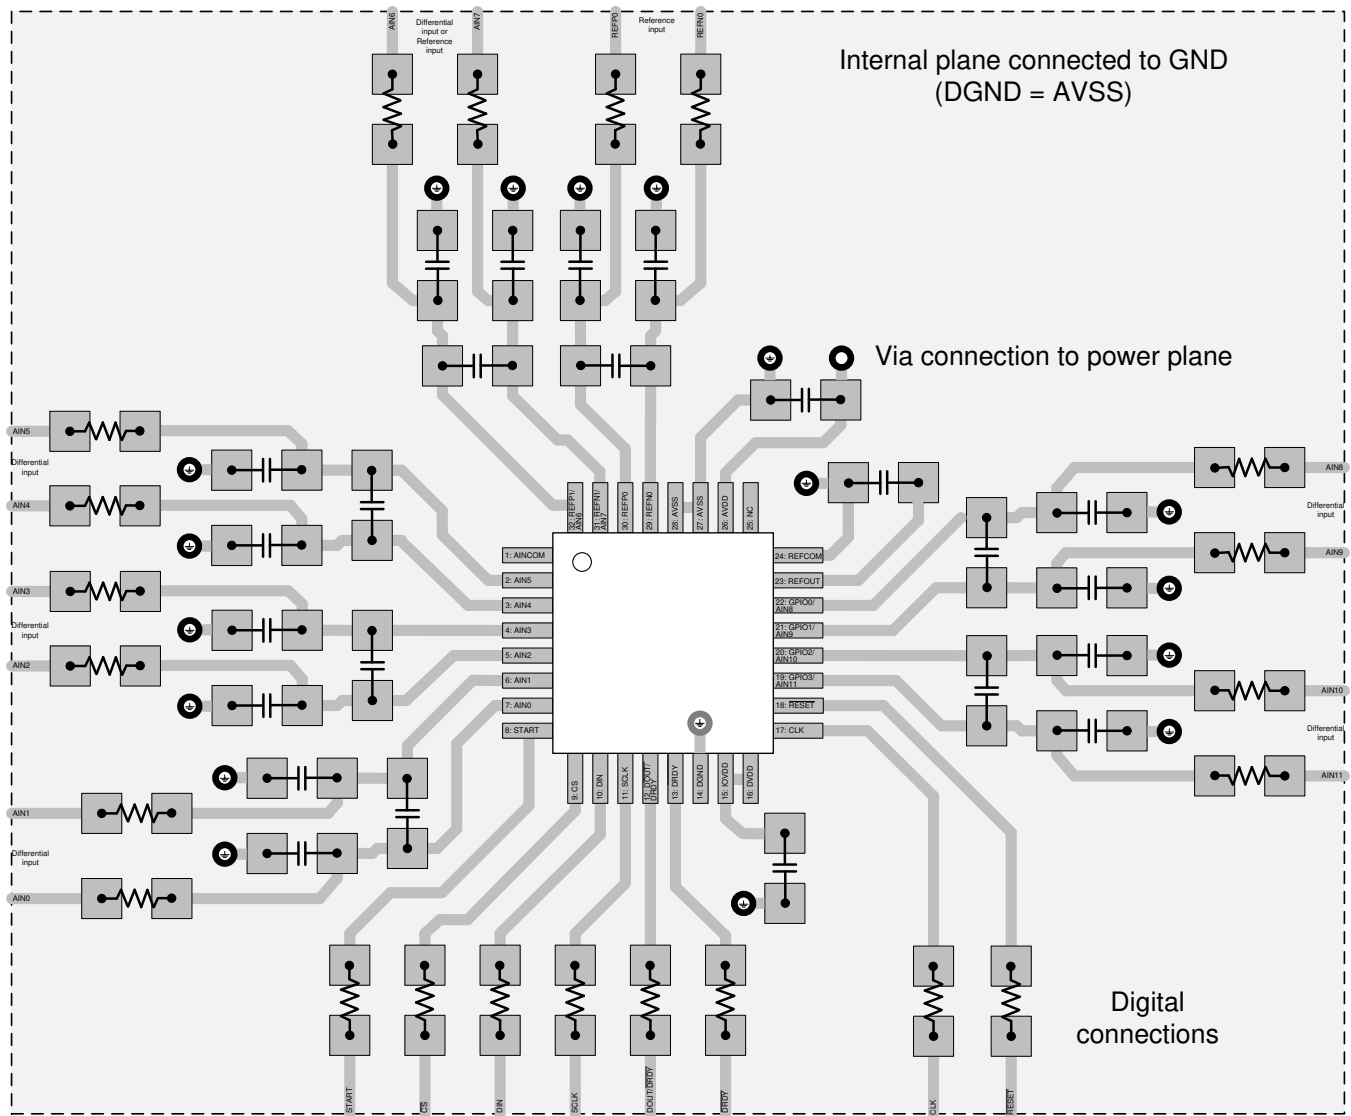 AIN6
Differential
input or
Reference
input
AIN7
REFP0
Reference
input
REFN0
Internal plane connected to GND
(DGND = AVSS)
Via connection to power plane
AIN5
Differential
input
AIN4
AIN3
Differential
input
AIN2
AIN1
Differential
input
AIN0
AIN8
Differential
input
AIN9
AIN10
Differential
input
AIN11
32: REFP1/
AIN6
31: REFN1/
AIN7
30: REFP0
29: REFN0
28: AVSS
27: AVSS
26: AVDD
25: NC
1: AINCOM
2: AIN5
3: AIN4
4: AIN3
5: AIN2
6: AIN1
7: AIN0
8: START
24: REFCOM
23: REFOUT
22: GPIO0/
AIN8
21: GPIO1/
AIN9
20: GPIO2/
AIN10
19: GPIO3/
AIN11
18: RESET
17: CLK
9: CS
10: DIN
11: SCLK
12: DOUT/
DRDY
13: DRDY
14: DGND
15: IOVDD
16: DVDD
Digital
connections
START
CS
DIN
SCLK
DOUT/DRDY
DRDY
CLK
RESET